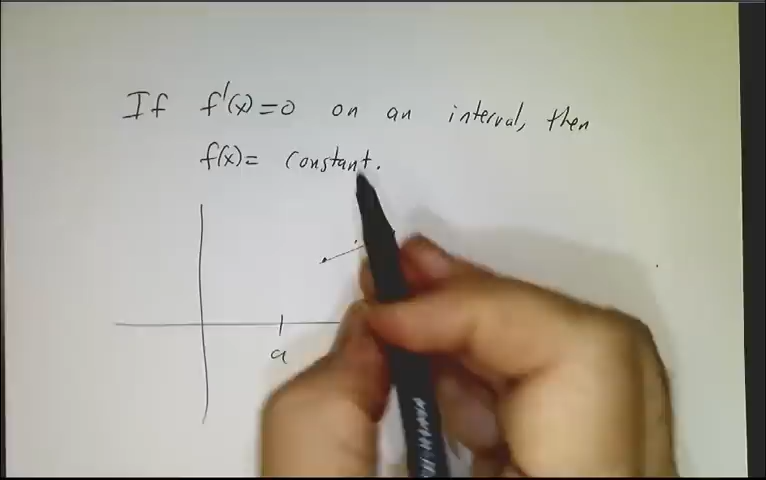 If f'(x)=0 on an interval, then
f(x)= constant.
a